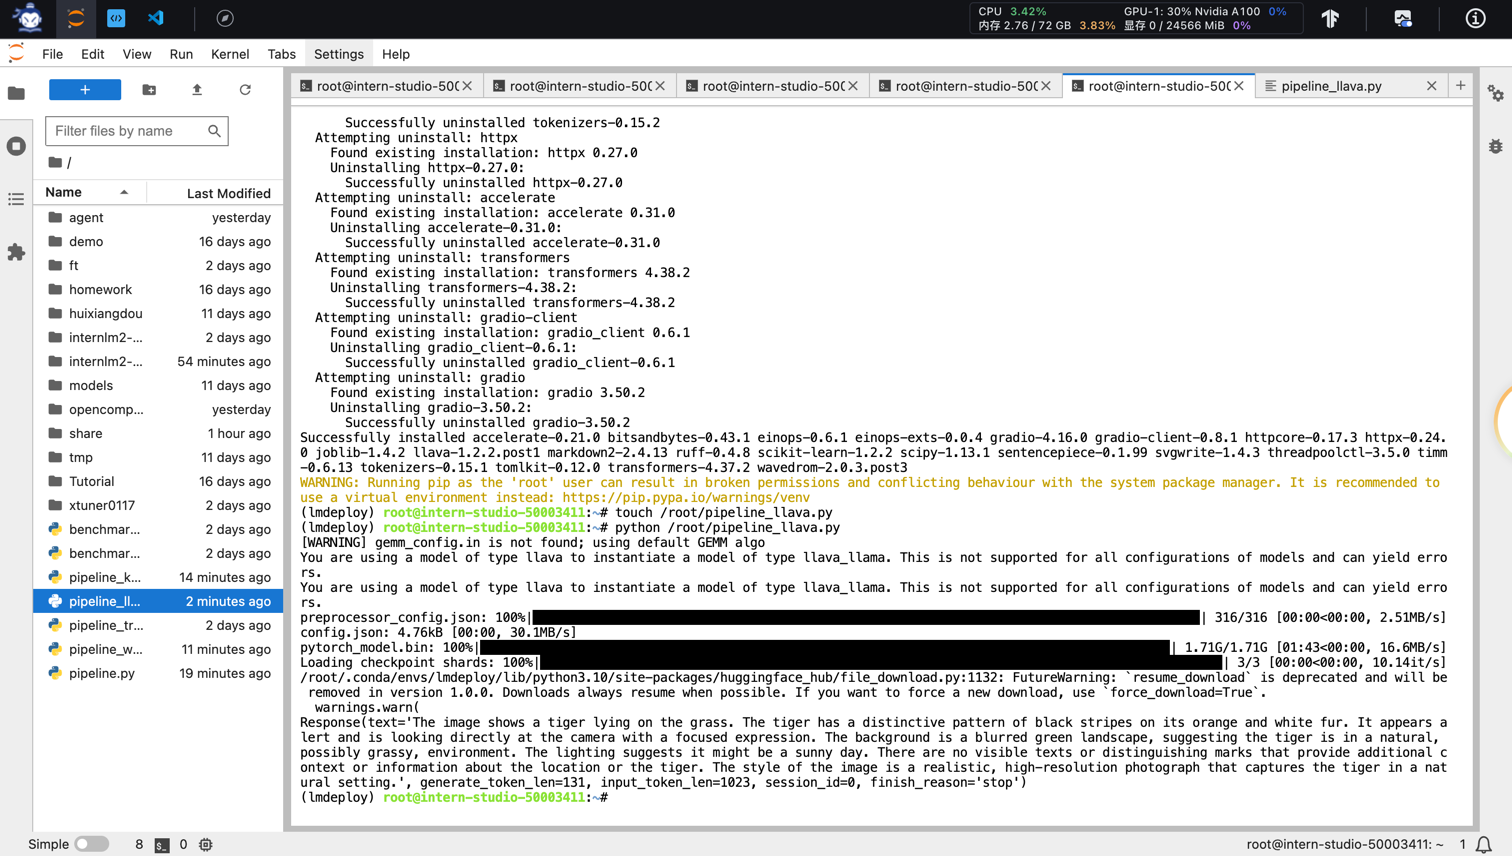 CPU 3.42% GPU-1: 30% Nvidia A100 0%
内存 2.76 / 72 GB 3.83% 显存 0 / 24566 MiB 0%
File Edit View Run Kernel Tabs Settings Help
root@intern-studio-50( root@intern-studio-50( root@intern-studio-50( root@intern-studio-50( root@intern-studio-50( pipeline_llava.py
Filter files by name
/
Name Last Modified
agent yesterday
demo 16 days ago
ft 2 days ago
homework 16 days ago
huixiangdou 11 days ago
internlm2-... 2 days ago
internlm2-... 54 minutes ago
models 11 days ago
opencomp... yesterday
share 1 hour ago
tmp 11 days ago
Tutorial 16 days ago
xtuner0117 2 days ago
benchmar... 2 days ago
benchmar... 2 days ago
pipeline_k... 14 minutes ago
pipeline_ll... 2 minutes ago
pipeline_tr... 2 days ago
pipeline_w... 11 minutes ago
pipeline.py 19 minutes ago
Successfully uninstalled tokenizers-0.15.2
Attempting uninstall: httpx
Found existing installation: httpx 0.27.0
Uninstalling httpx-0.27.0:
Successfully uninstalled httpx-0.27.0
Attempting uninstall: accelerate
Found existing installation: accelerate 0.31.0
Uninstalling accelerate-0.31.0:
Successfully uninstalled accelerate-0.31.0
Attempting uninstall: transformers
Found existing installation: transformers 4.38.2
Uninstalling transformers-4.38.2:
Successfully uninstalled transformers-4.38.2
Attempting uninstall: gradio-client
Found existing installation: gradio_client 0.6.1
Uninstalling gradio_client-0.6.1:
Successfully uninstalled gradio_client-0.6.1
Attempting uninstall: gradio
Found existing installation: gradio 3.50.2
Uninstalling gradio-3.50.2:
Successfully uninstalled gradio-3.50.2
Successfully installed accelerate-0.21.0 bitsandbytes-0.43.1 einops-0.6.1 einops-exts-0.0.4 gradio-4.16.0 gradio-client-0.8.1 httpcore-0.17.3 httpx-0.24.
0 joblib-1.4.2 llava-1.2.2.post1 markdown2-2.4.13 ruff-0.4.8 scikit-learn-1.2.2 scipy-1.13.1 sentencepiece-0.1.99 svgwrite-1.4.3 threadpoolctl-3.5.0 timm
-0.6.13 tokenizers-0.15.1 tomlkit-0.12.0 transformers-4.37.2 wavedrom-2.0.3.post3
WARNING: Running pip as the 'root' user can result in broken permissions and conflicting behaviour with the system package manager. It is recommended to
use a virtual environment instead: https://pip.pypa.io/warnings/venv
(lmdeploy) root@intern-studio-50003411:~# touch /root/pipeline_llava.py
(lmdeploy) root@intern-studio-50003411:~# python /root/pipeline_llava.py
[WARNING] gemm_config.in is not found; using default GEMM algo
You are using a model of type llava to instantiate a model of type llava_llama. This is not supported for all configurations of models and can yield erro
rs.
You are using a model of type llava to instantiate a model of type llava_llama. This is not supported for all configurations of models and can yield erro
rs.
preprocessor_config.json: 100%| | 316/316 [00:00<00:00, 2.51MB/s]
config.json: 4.76kB [00:00, 30.1MB/s]
pytorch_model.bin: 100%| | 1.71G/1.71G [01:43<00:00, 16.6MB/s]
Loading checkpoint shards: 100%| | 3/3 [00:00<00:00, 10.14it/s]
/root/.conda/envs/lmdeploy/lib/python3.10/site-packages/huggingface_hub/file_download.py:1132: FutureWarning: `resume_download` is deprecated and will be
removed in version 1.0.0. Downloads always resume when possible. If you want to force a new download, use `force_download=True`.
warnings.warn(
Response(text='The image shows a tiger lying on the grass. The tiger has a distinctive pattern of black stripes on its orange and white fur. It appears a
lert and is looking directly at the camera with a focused expression. The background is a blurred green landscape, suggesting the tiger is in a natural,
possibly grassy, environment. The lighting suggests it might be a sunny day. There are no visible texts or distinguishing marks that provide additional c
ontext or information about the location or the tiger. The style of the image is a realistic, high-resolution photograph that captures the tiger in a nat
ural setting.', generate_token_len=131, input_token_len=1023, session_id=0, finish_reason='stop')
(lmdeploy) root@intern-studio-50003411:~#
Simple 8 0 root@intern-studio-50003411: ~ 1